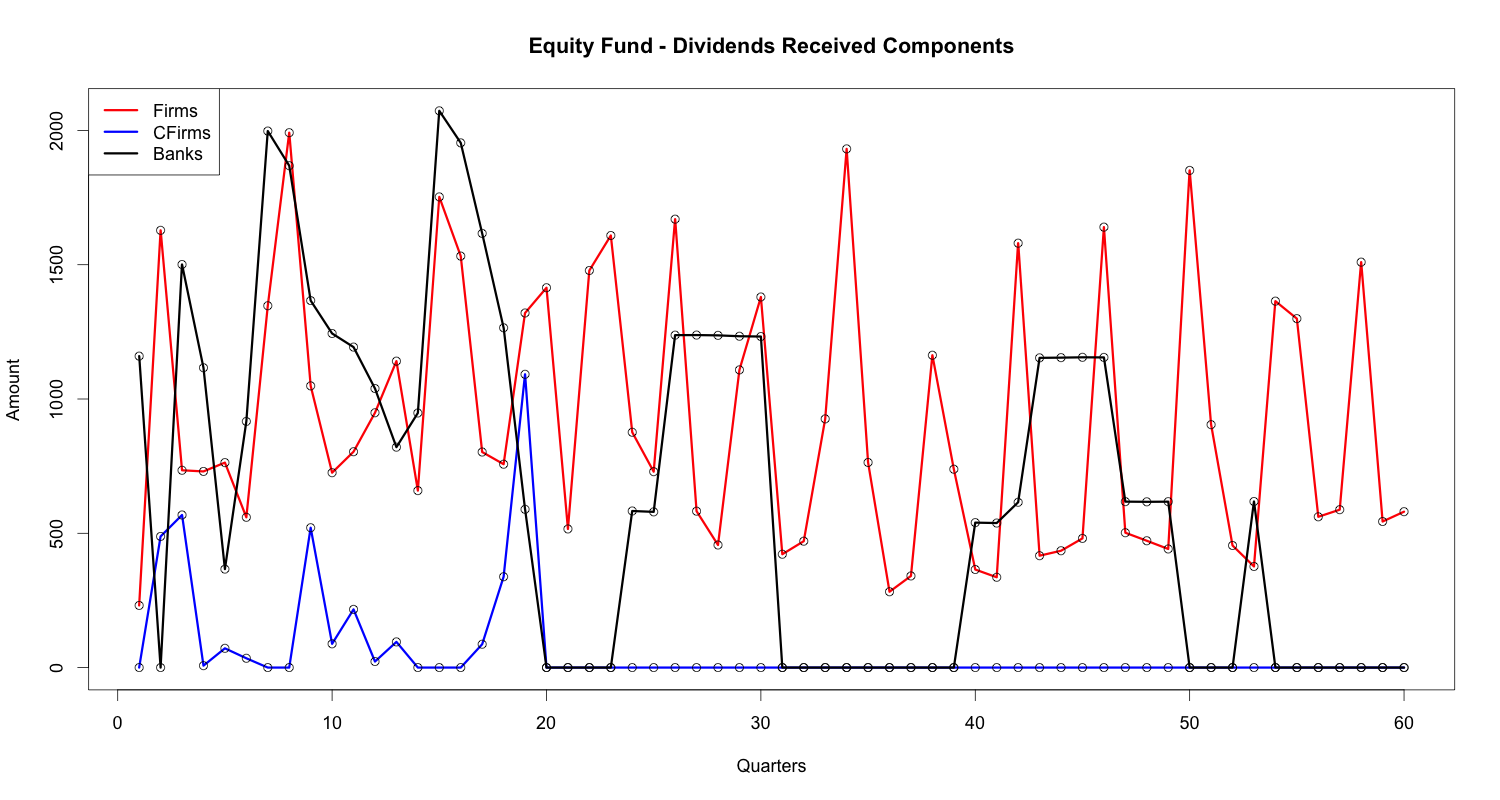 Equity Fund - Dividends Received Components
Firms
CFirms
Banks
Amount
2000
1500
1000
500
0
0 10 20 30 40 50 60
Quarters